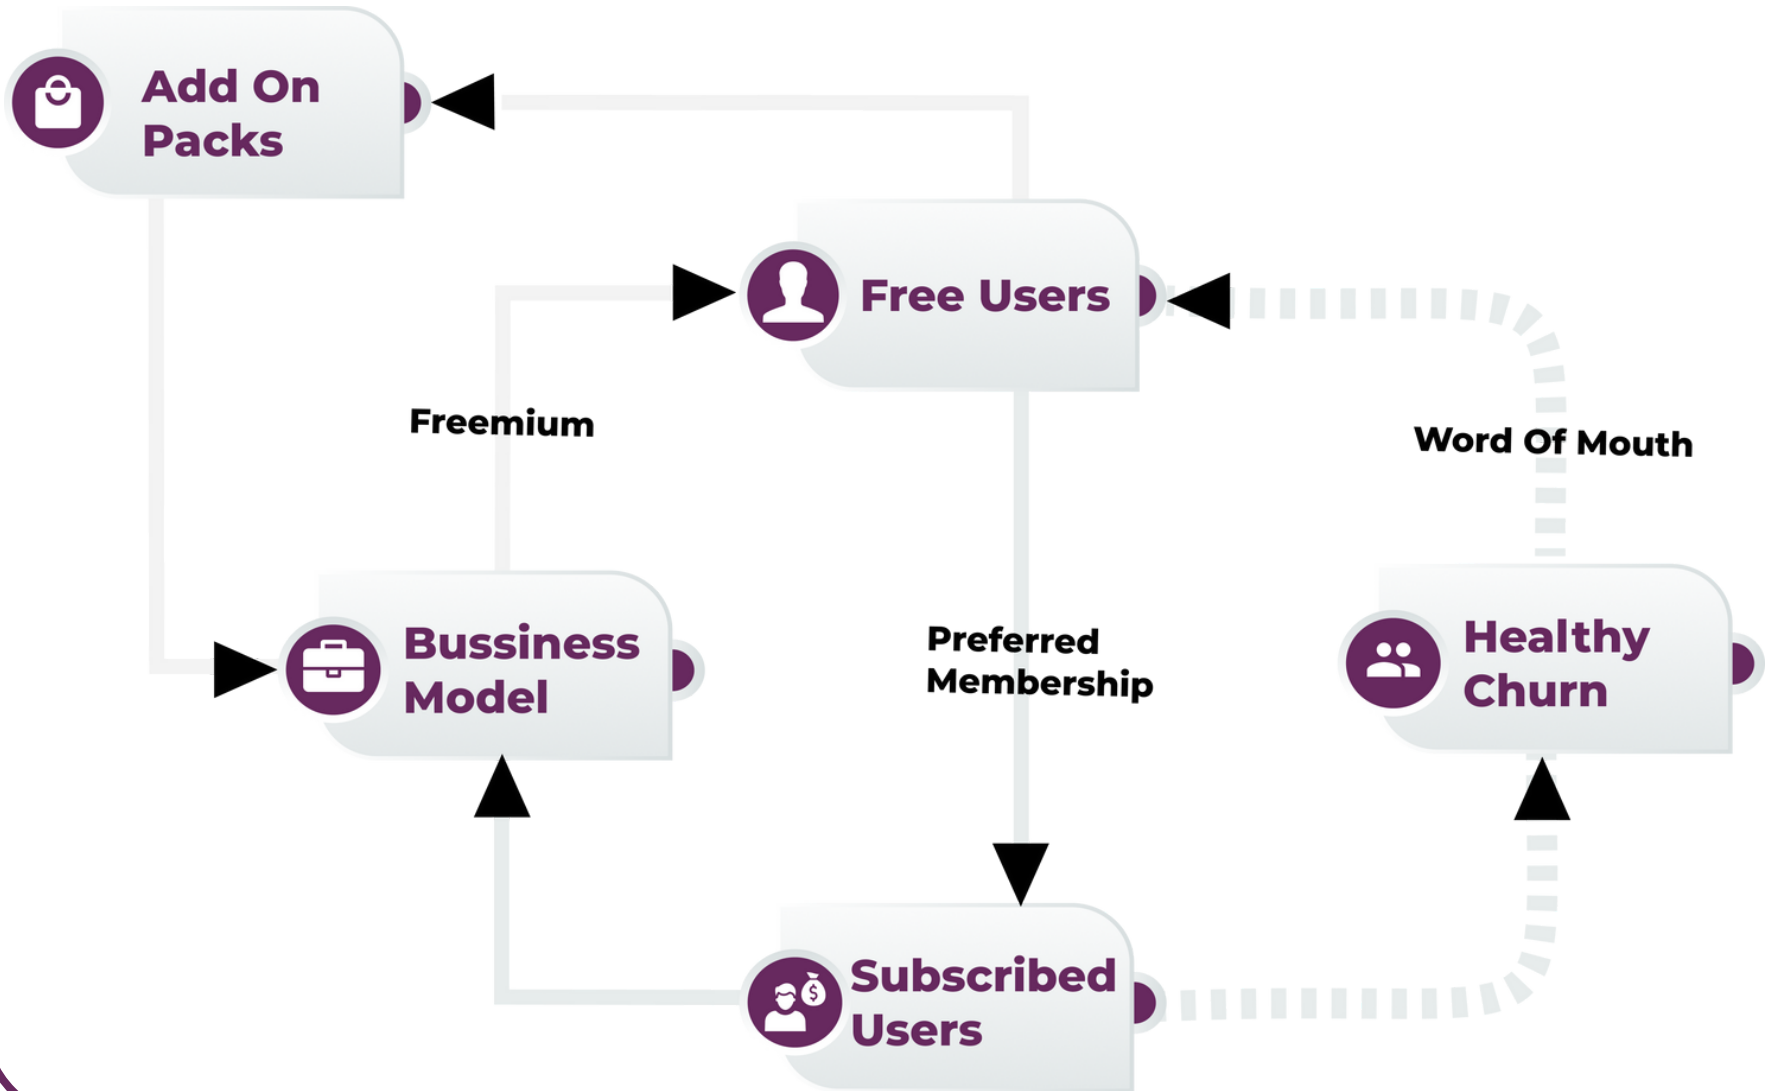 Add On
Packs
Free Users
Freemium
Word Of Mouth
Bussiness
Model
Preferred
Membership
Healthy
Churn
Subscribed
Users
$